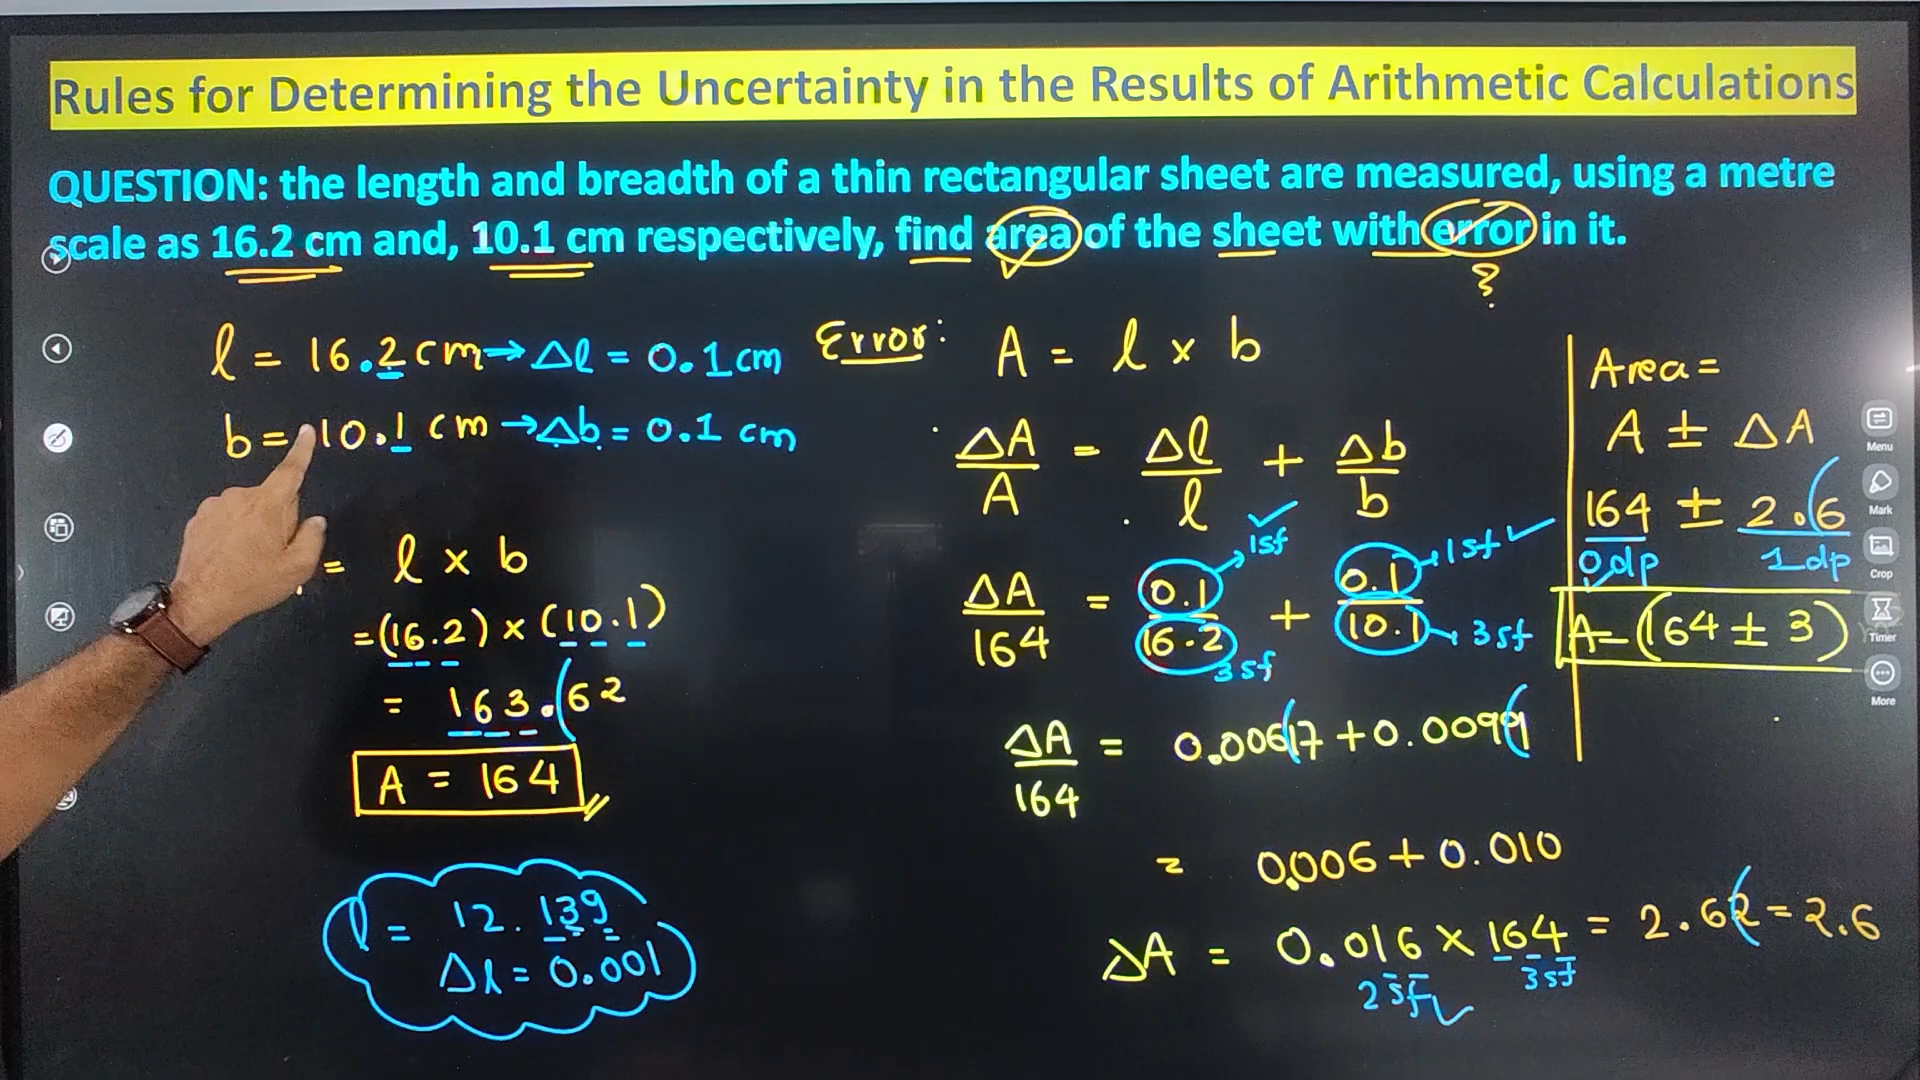 Rules for Determining the Uncertainty in the Results of Arithmetic Calculations
QUESTION: the length and breadth of a thin rectangular sheet are measured, using a metre
scale as 16.2 cm and, 10.1 cm respectively, find area of the sheet with error in it.
?
l = 16.2 cm → Δl = 0.1 cm
b = 10.1 cm → Δb = 0.1 cm
= l × b
= (16.2) × (10.1)
= 163.62
A = 164
l = 12.139
Δl = 0.001
Error: A = l × b
ΔA/A = Δl/l + Δb/b
ΔA/164 = 0.1/16.2 + 0.1/10.1
1sf
1sf
3sf
3sf
ΔA/164 = 0.00617 + 0.0099
= 0.006 + 0.010
ΔA = 0.016 × 164 = 2.62 = 2.6
2sf
3sf
Area =
A ± ΔA
164 ± 2.6
0dp 1dp
A = (164 ± 3)
Menu
Mark
Crop
Timer
More